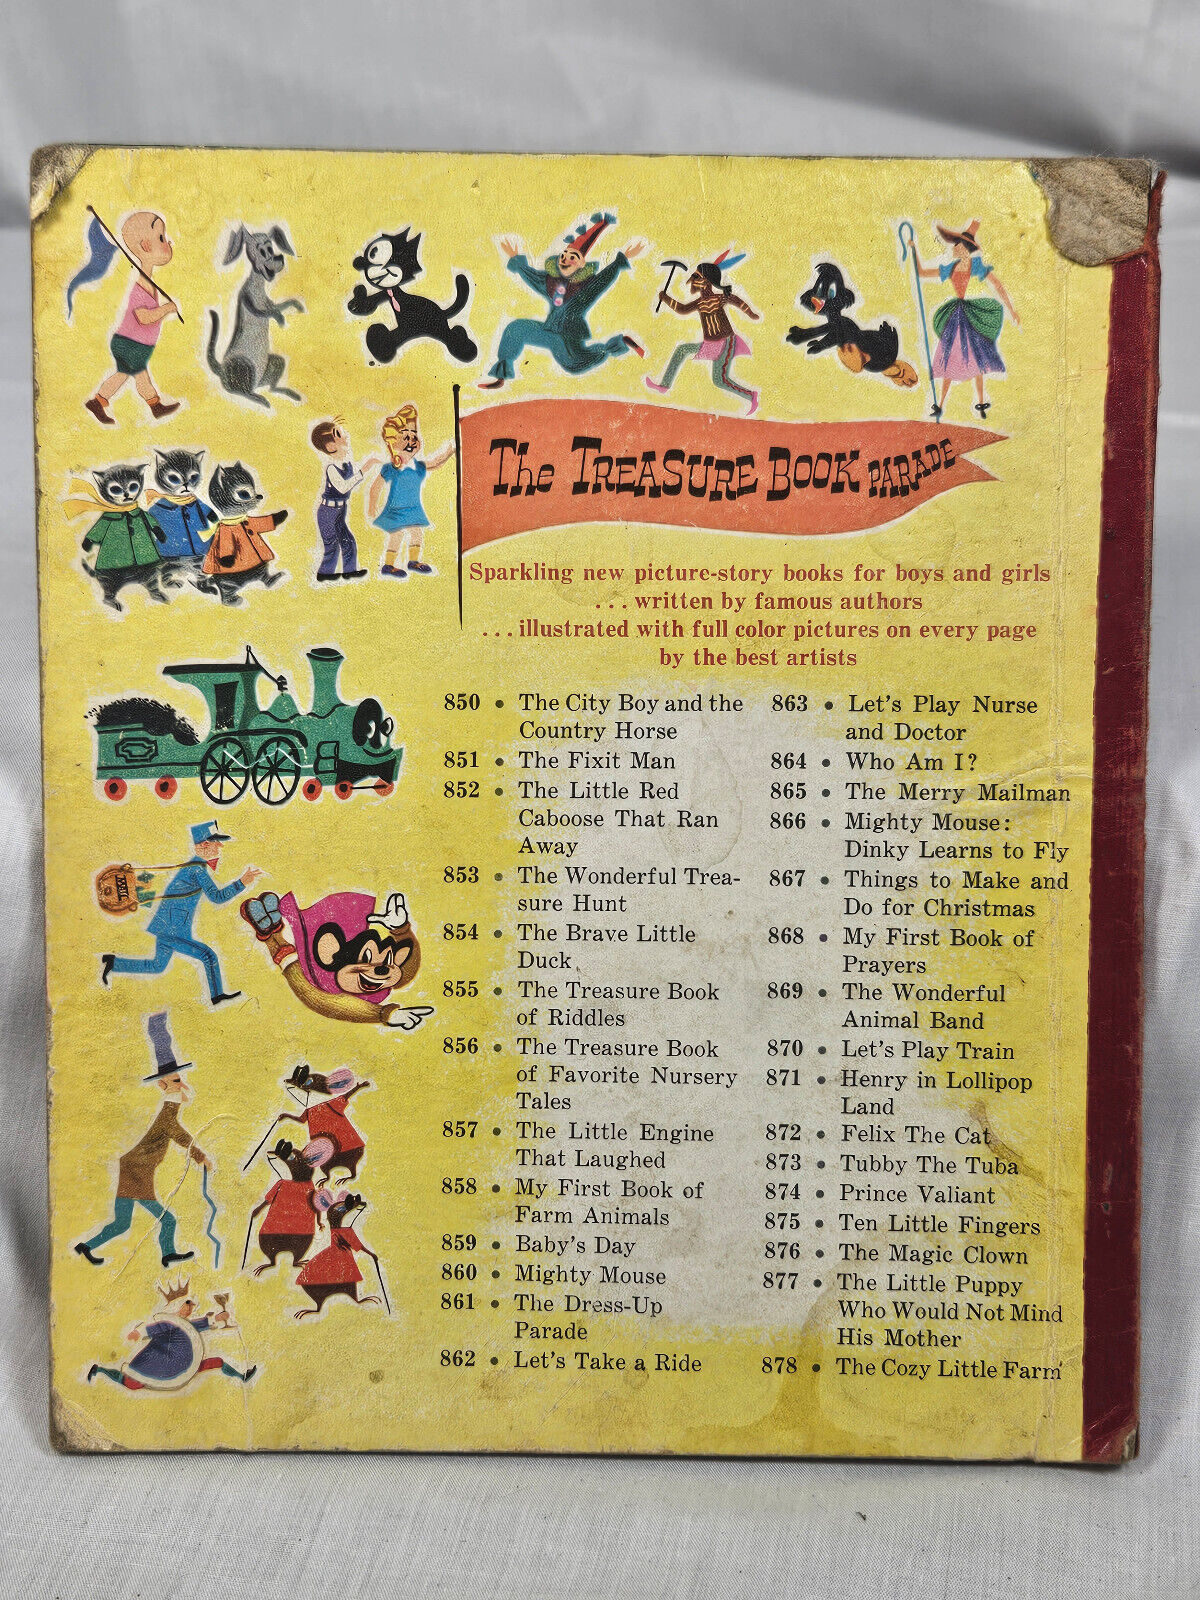 The TREASURE BOOK PARADE
Sparkling new picture-story books for boys and girls
... written by famous authors
... illustrated with full color pictures on every page
by the best artists
850 • The City Boy and the
Country Horse
851 • The Fixit Man
852 • The Little Red
Caboose That Ran
Away
853 • The Wonderful Trea-
sure Hunt
854 • The Brave Little
Duck
855 • The Treasure Book
of Riddles
856 • The Treasure Book
of Favorite Nursery
Tales
857 • The Little Engine
That Laughed
858 • My First Book of
Farm Animals
859 • Baby's Day
860 • Mighty Mouse
861 • The Dress-Up
Parade
862 • Let's Take a Ride
863 • Let's Play Nurse
and Doctor
864 • Who Am I?
865 • The Merry Mailman
866 • Mighty Mouse:
Dinky Learns to Fly
867 • Things to Make and
Do for Christmas
868 • My First Book of
Prayers
869 • The Wonderful
Animal Band
870 • Let's Play Train
871 • Henry in Lollipop
Land
872 • Felix The Cat
873 • Tubby The Tuba
874 • Prince Valiant
875 • Ten Little Fingers
876 • The Magic Clown
877 • The Little Puppy
Who Would Not Mind
His Mother
878 • The Cozy Little Farm
MAIL